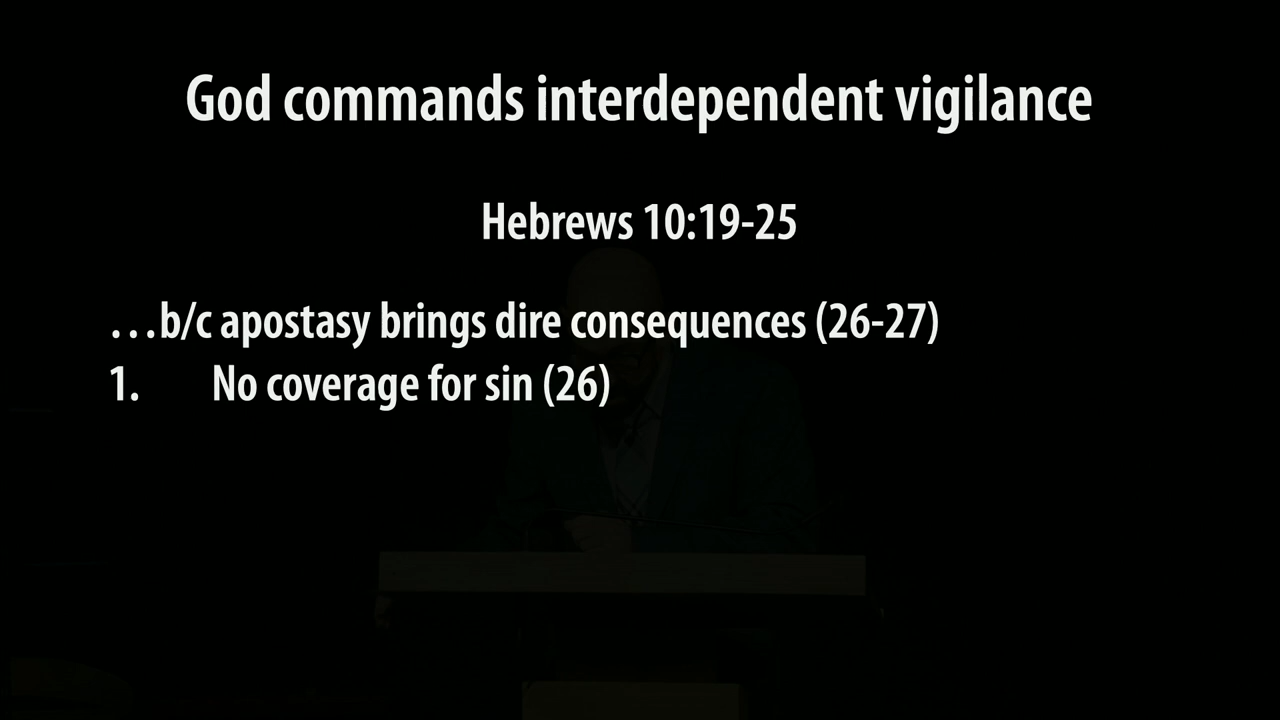 God commands interdependent vigilance
Hebrews 10:19-25
…b/c apostasy brings dire consequences (26-27)
1. No coverage for sin (26)